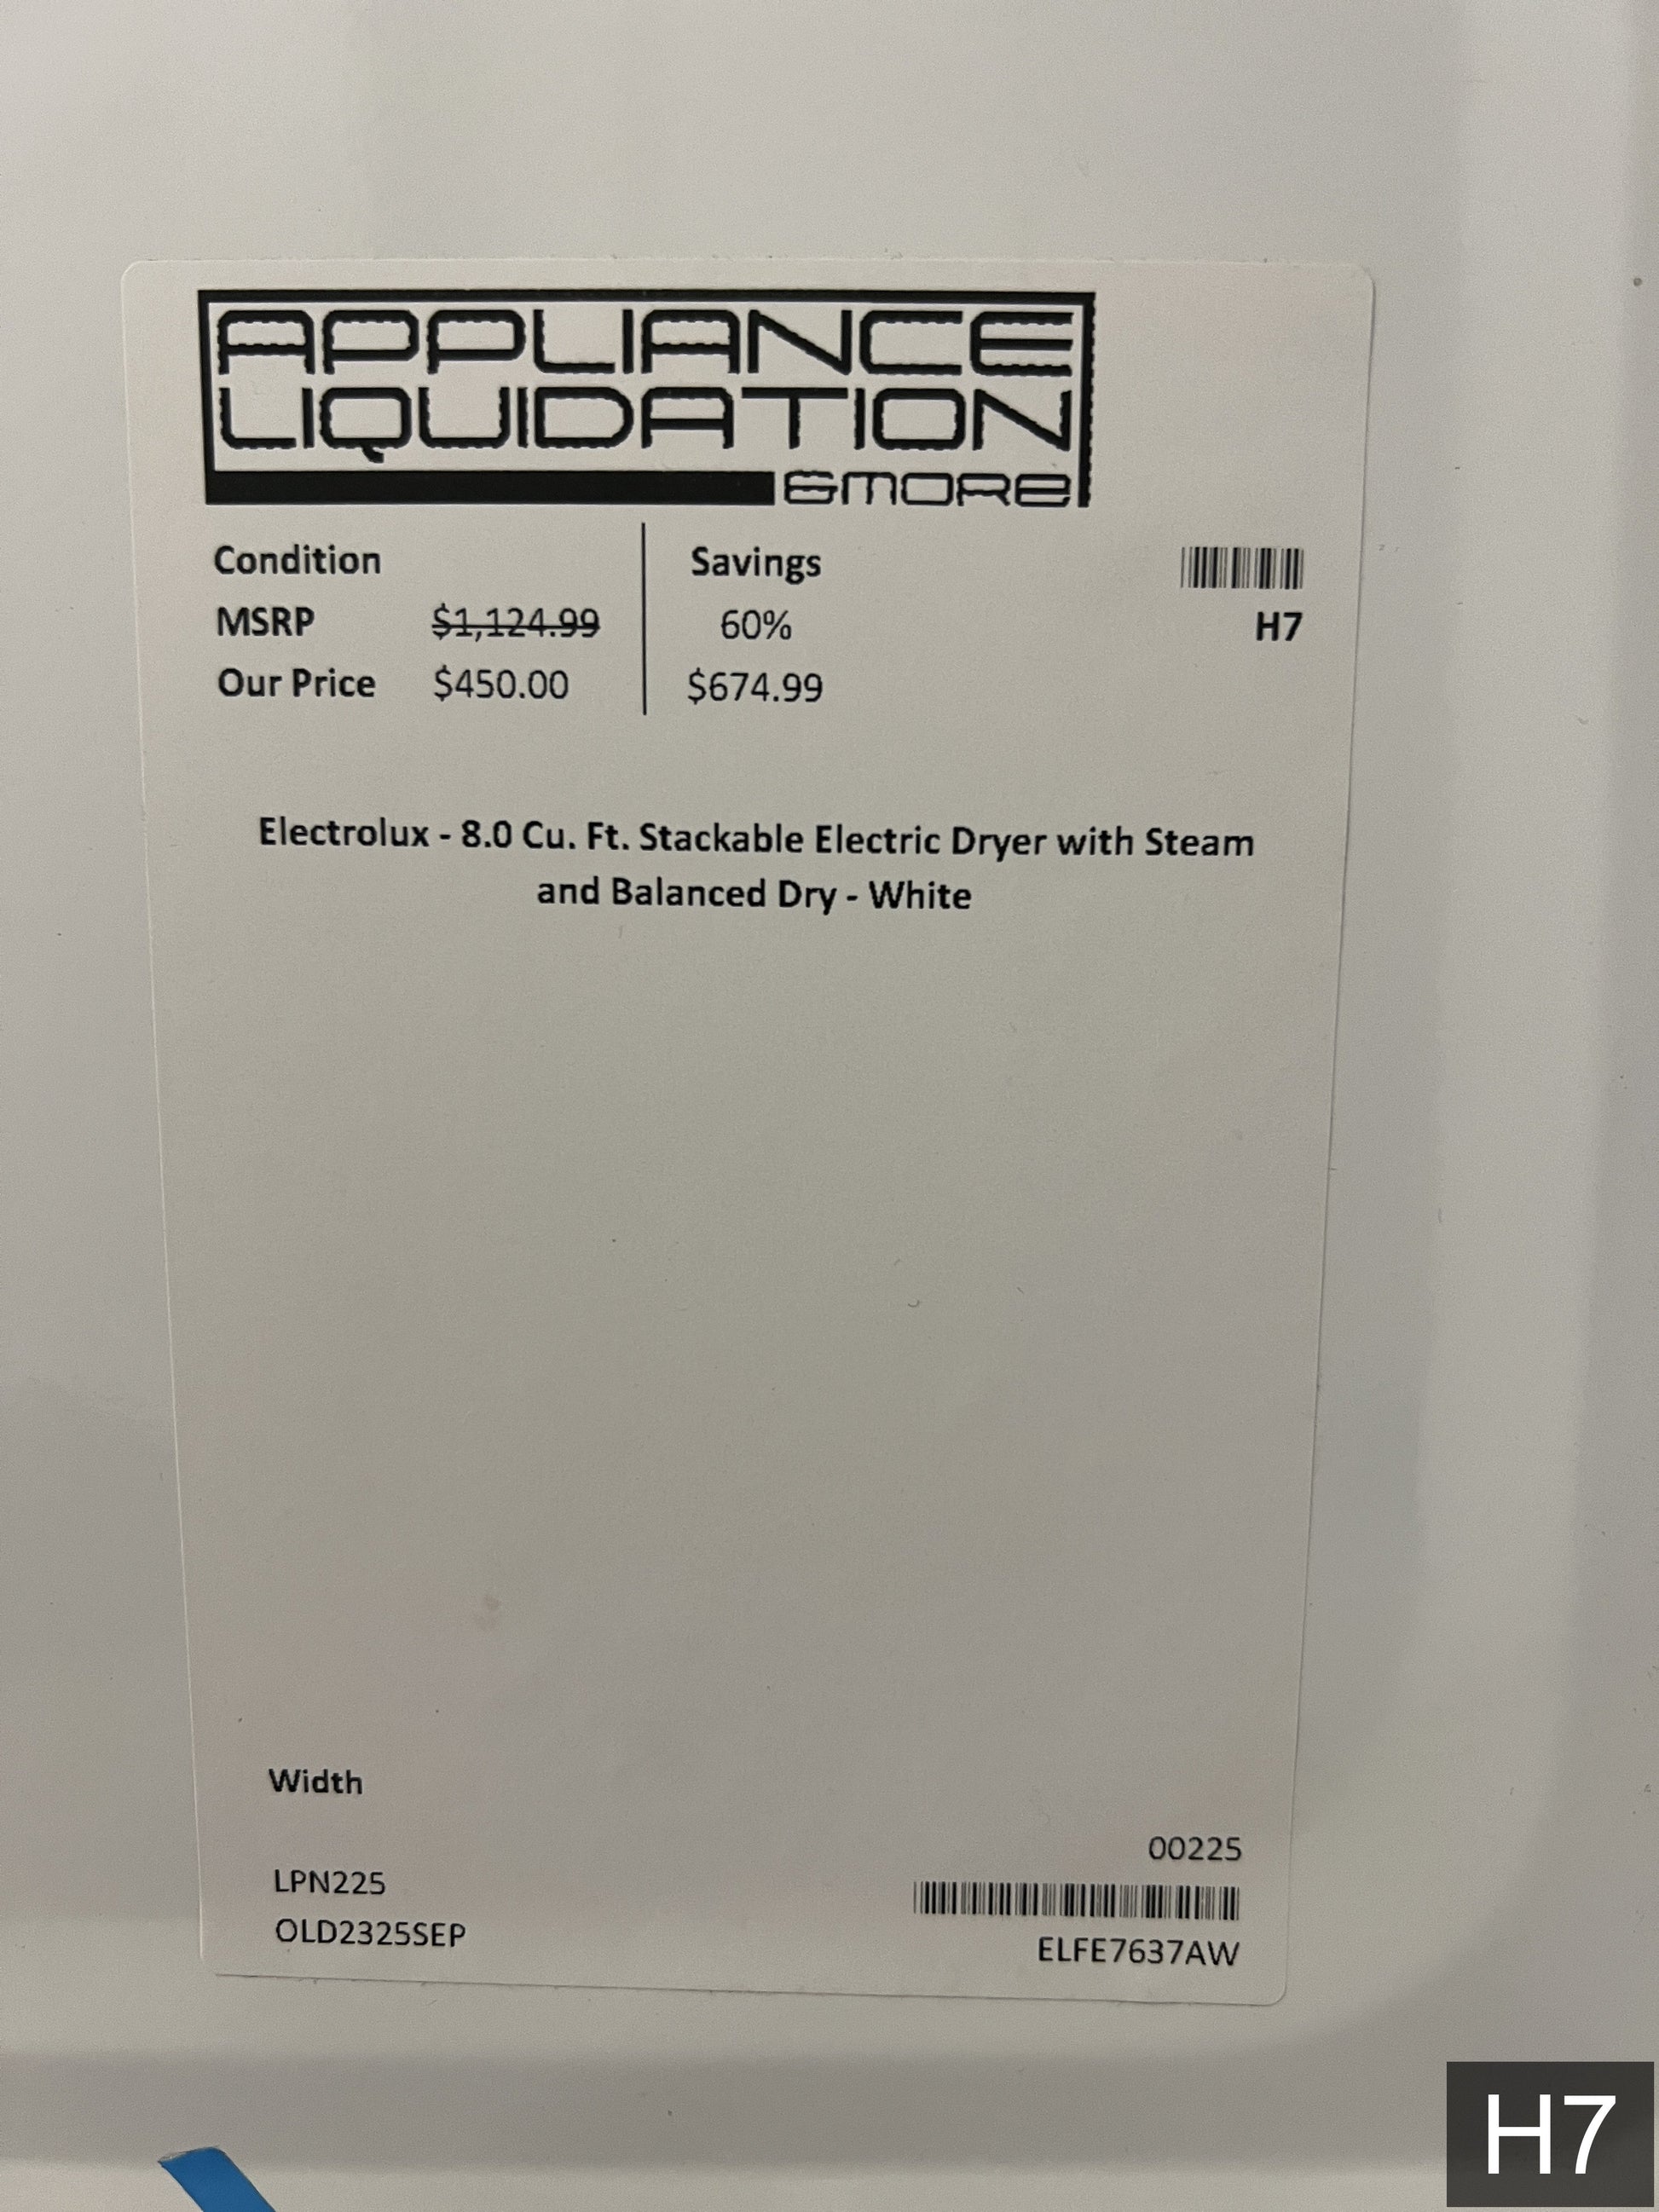 APPLIANCE
LIQUIDATION
&MORE
Condition
Savings
MSRP $1,124.99
60%
H7
Our Price $450.00
$674.99
Electrolux - 8.0 Cu. Ft. Stackable Electric Dryer with Steam
and Balanced Dry - White
Width
00225
LPN225
OLD2325SEP
ELFE7637AW
H7